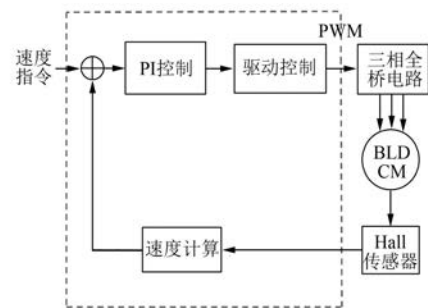 PWM
速度
指令
PI控制
驱动控制
三相全
桥电路
BLD
CM
速度计算
Hall
传感器